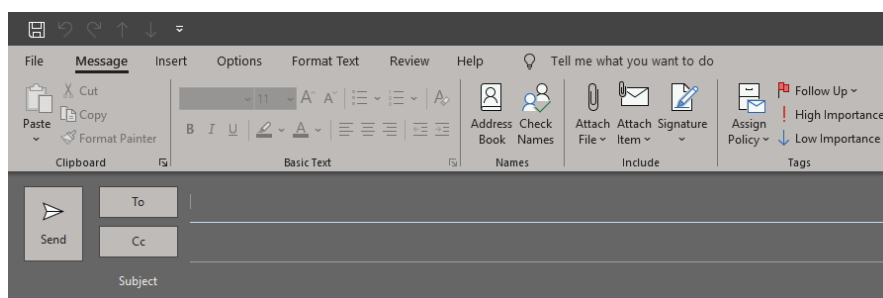 File Message Insert Options Format Text Review Help Tell me what you want to do
Paste
Cut
Copy
Format Painter
Clipboard
11
A A
B I U A
Basic Text
Address Book
Check Names
Names
Attach File
Attach Item
Signature
Include
Assign Policy
Follow Up
High Importance
Low Importance
Tags
Send
To
Cc
Subject